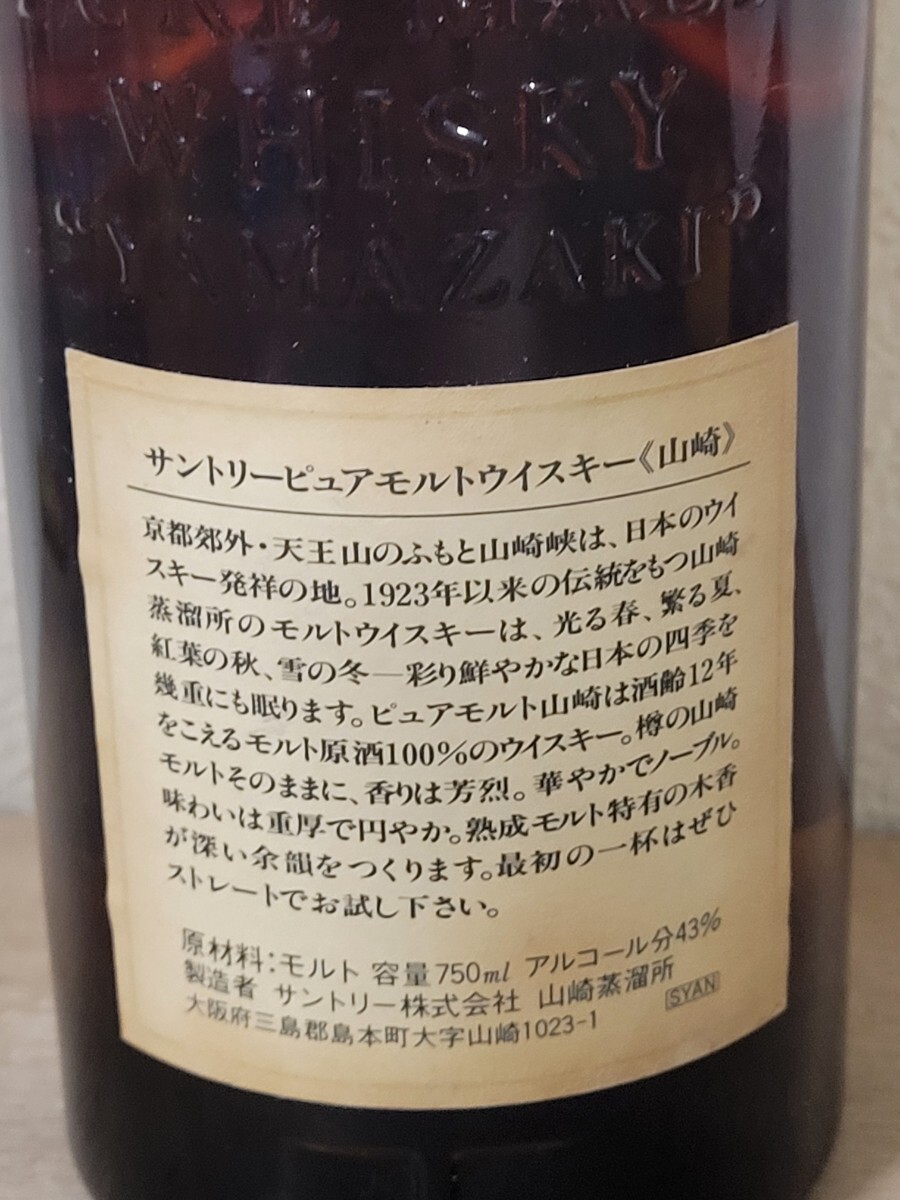 PURE MALT
WHISKY
"YAMAZAKI"
サントリーピュアモルトウイスキー《山崎》
京都郊外・天王山のふもと山崎峡は、日本のウイ
スキー発祥の地。1923年以来の伝統をもつ山崎
蒸溜所のモルトウイスキーは、光る春、繁る夏、
紅葉の秋、雪の冬─彩り鮮やかな日本の四季を
幾重にも眠ります。ピュアモルト山崎は酒齢12年
をこえるモルト原酒100%のウイスキー。樽の山崎
モルトそのままに、香りは芳烈。華やかでノーブル。
味わいは重厚で円やか。熟成モルト特有の木香
が深い余韻をつくります。最初の一杯はぜひ
ストレートでお試し下さい。
原材料:モルト 容量750ml アルコール分43%
製造者 サントリー株式会社 山崎蒸溜所
大阪府三島郡島本町大字山崎1023-1 SYAN